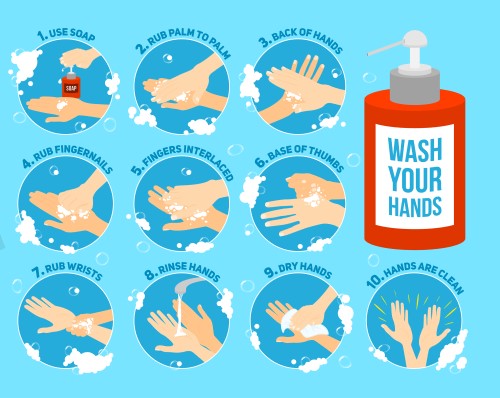 1. USE SOAP
SOAP
2. RUB PALM TO PALM
3. BACK OF HANDS
4. RUB FINGERNAILS
5. FINGERS INTERLACED
6. BASE OF THUMBS
WASH
YOUR
HANDS
7. RUB WRISTS
8. RINSE HANDS
9. DRY HANDS
10. HANDS ARE CLEAN